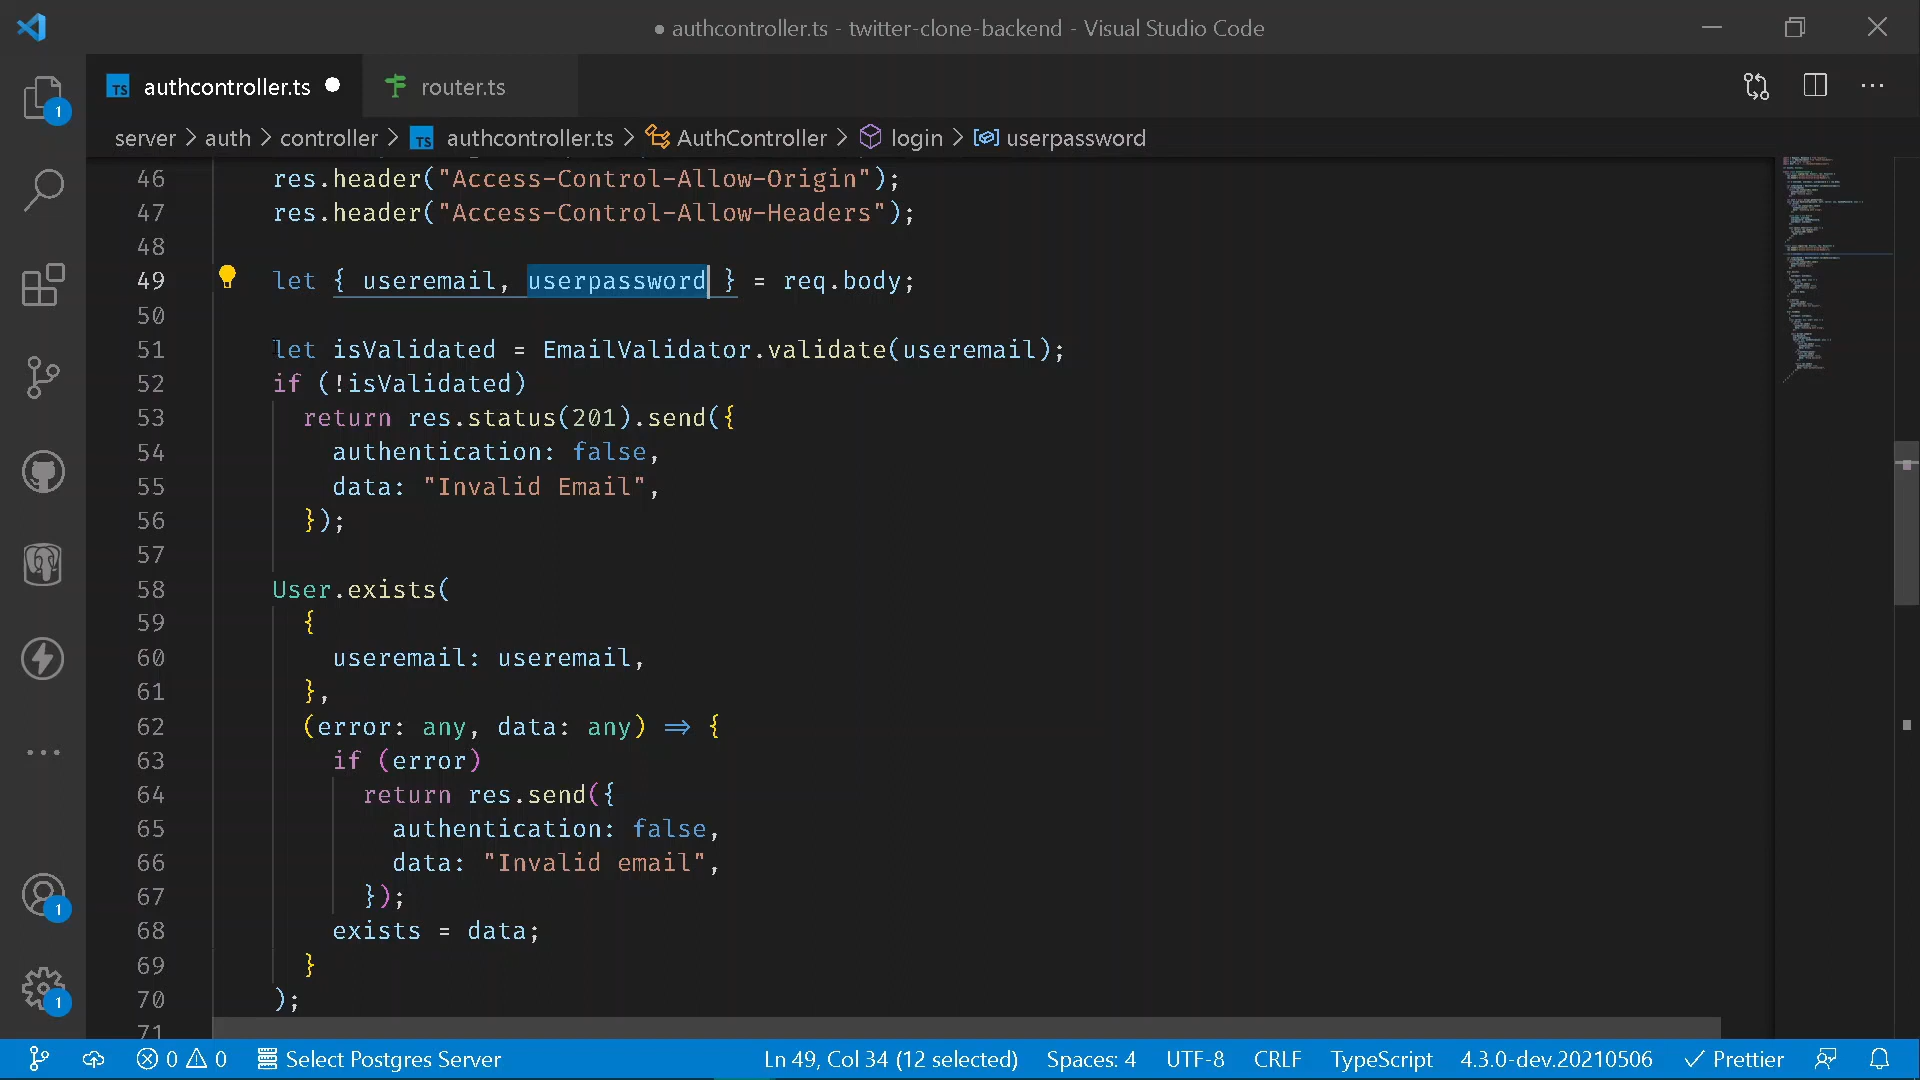 ● authcontroller.ts - twitter-clone-backend - Visual Studio Code
TS authcontroller.ts ● router.ts
1
server > auth > controller > TS authcontroller.ts > AuthController > login > userpassword
46 res.header("Access-Control-Allow-Origin");
47 res.header("Access-Control-Allow-Headers");
48
49 let { useremail, userpassword } = req.body;
50
51 let isValidated = EmailValidator.validate(useremail);
52 if (!isValidated)
53 return res.status(201).send({
54 authentication: false,
55 data: "Invalid Email",
56 });
57
58 User.exists(
59 {
60 useremail: useremail,
61 },
62 (error: any, data: any) => {
63 if (error)
64 return res.send({
65 authentication: false,
66 data: "Invalid email",
67 });
68 exists = data;
69 }
70 );
71
1
1
0 0 Select Postgres Server Ln 49, Col 34 (12 selected) Spaces: 4 UTF-8 CRLF TypeScript 4.3.0-dev.20210506 Prettier